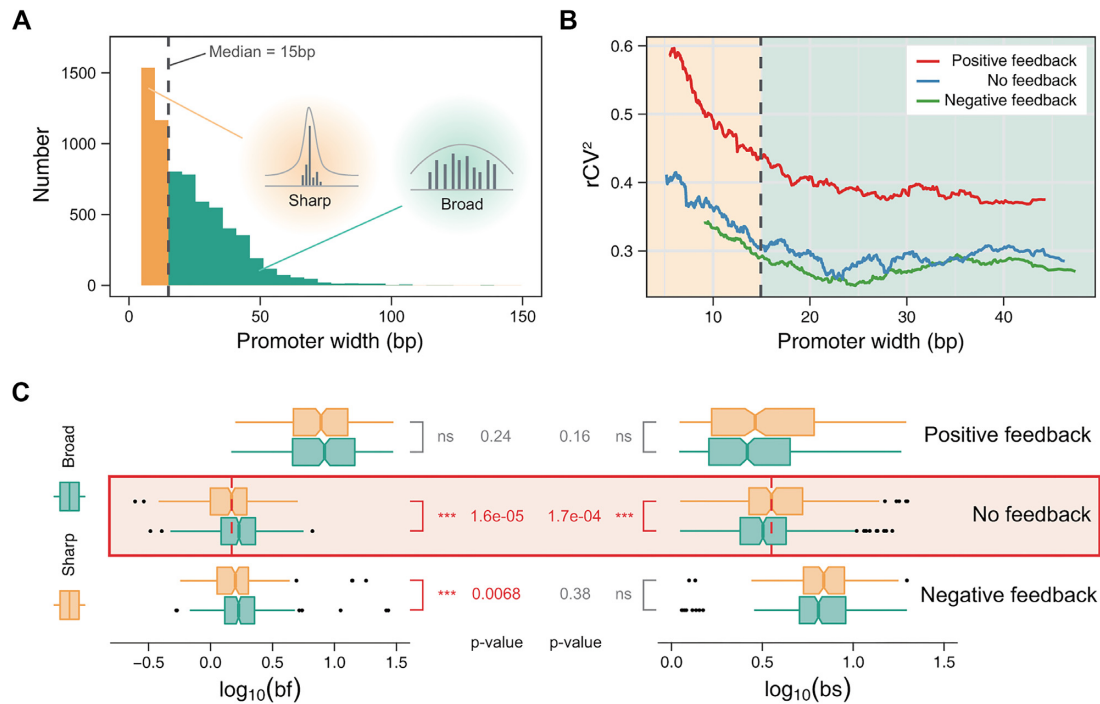 A
Number
1500
1000
500
0
Median = 15bp
Sharp
Broad
0
50
100
150
Promoter width (bp)
B
rCV²
0.6
0.5
0.4
0.3
Positive feedback
No feedback
Negative feedback
10
20
30
40
Promoter width (bp)
C
Broad
Sharp
ns 0.24 0.16 ns
Positive feedback
*** 1.6e-05 1.7e-04 ***
No feedback
*** 0.0068 0.38 ns
Negative feedback
p-value p-value
−0.5 0.0 0.5 1.0 1.5
log₁₀(bf)
0.0 0.5 1.0 1.5
log₁₀(bs)